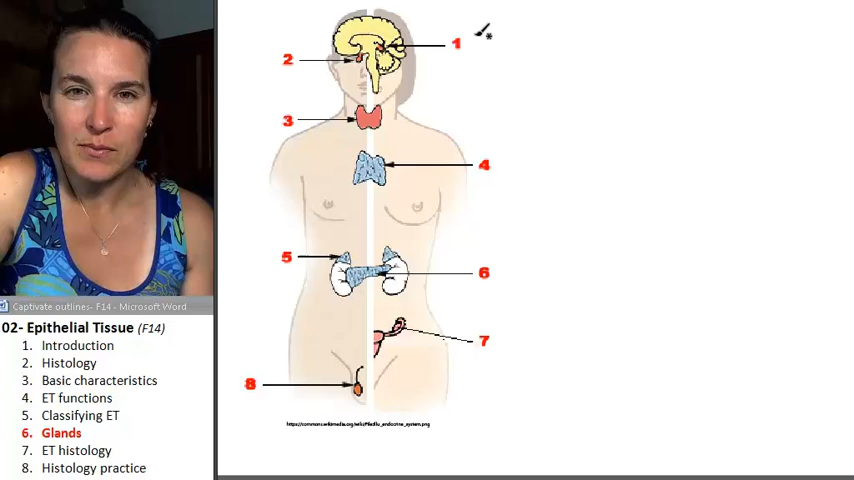 1
2
3
4
5
6
7
8
Captivate outlines- F14 - Microsoft Word
02- Epithelial Tissue (F14)
1. Introduction
2. Histology
3. Basic characteristics
4. ET functions
5. Classifying ET
6. Glands
7. ET histology
8. Histology practice